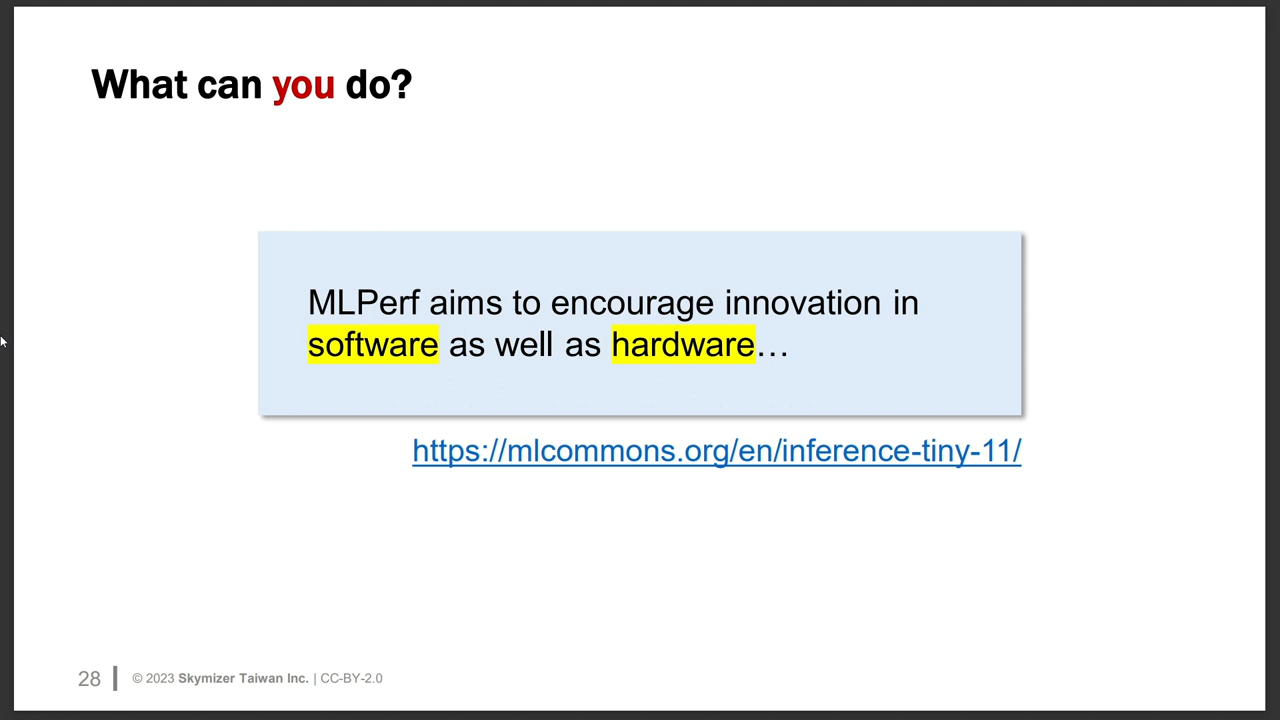 What can you do?
MLPerf aims to encourage innovation in
software as well as hardware…
https://mlcommons.org/en/inference-tiny-11/
28
© 2023 Skymizer Taiwan Inc. | CC-BY-2.0